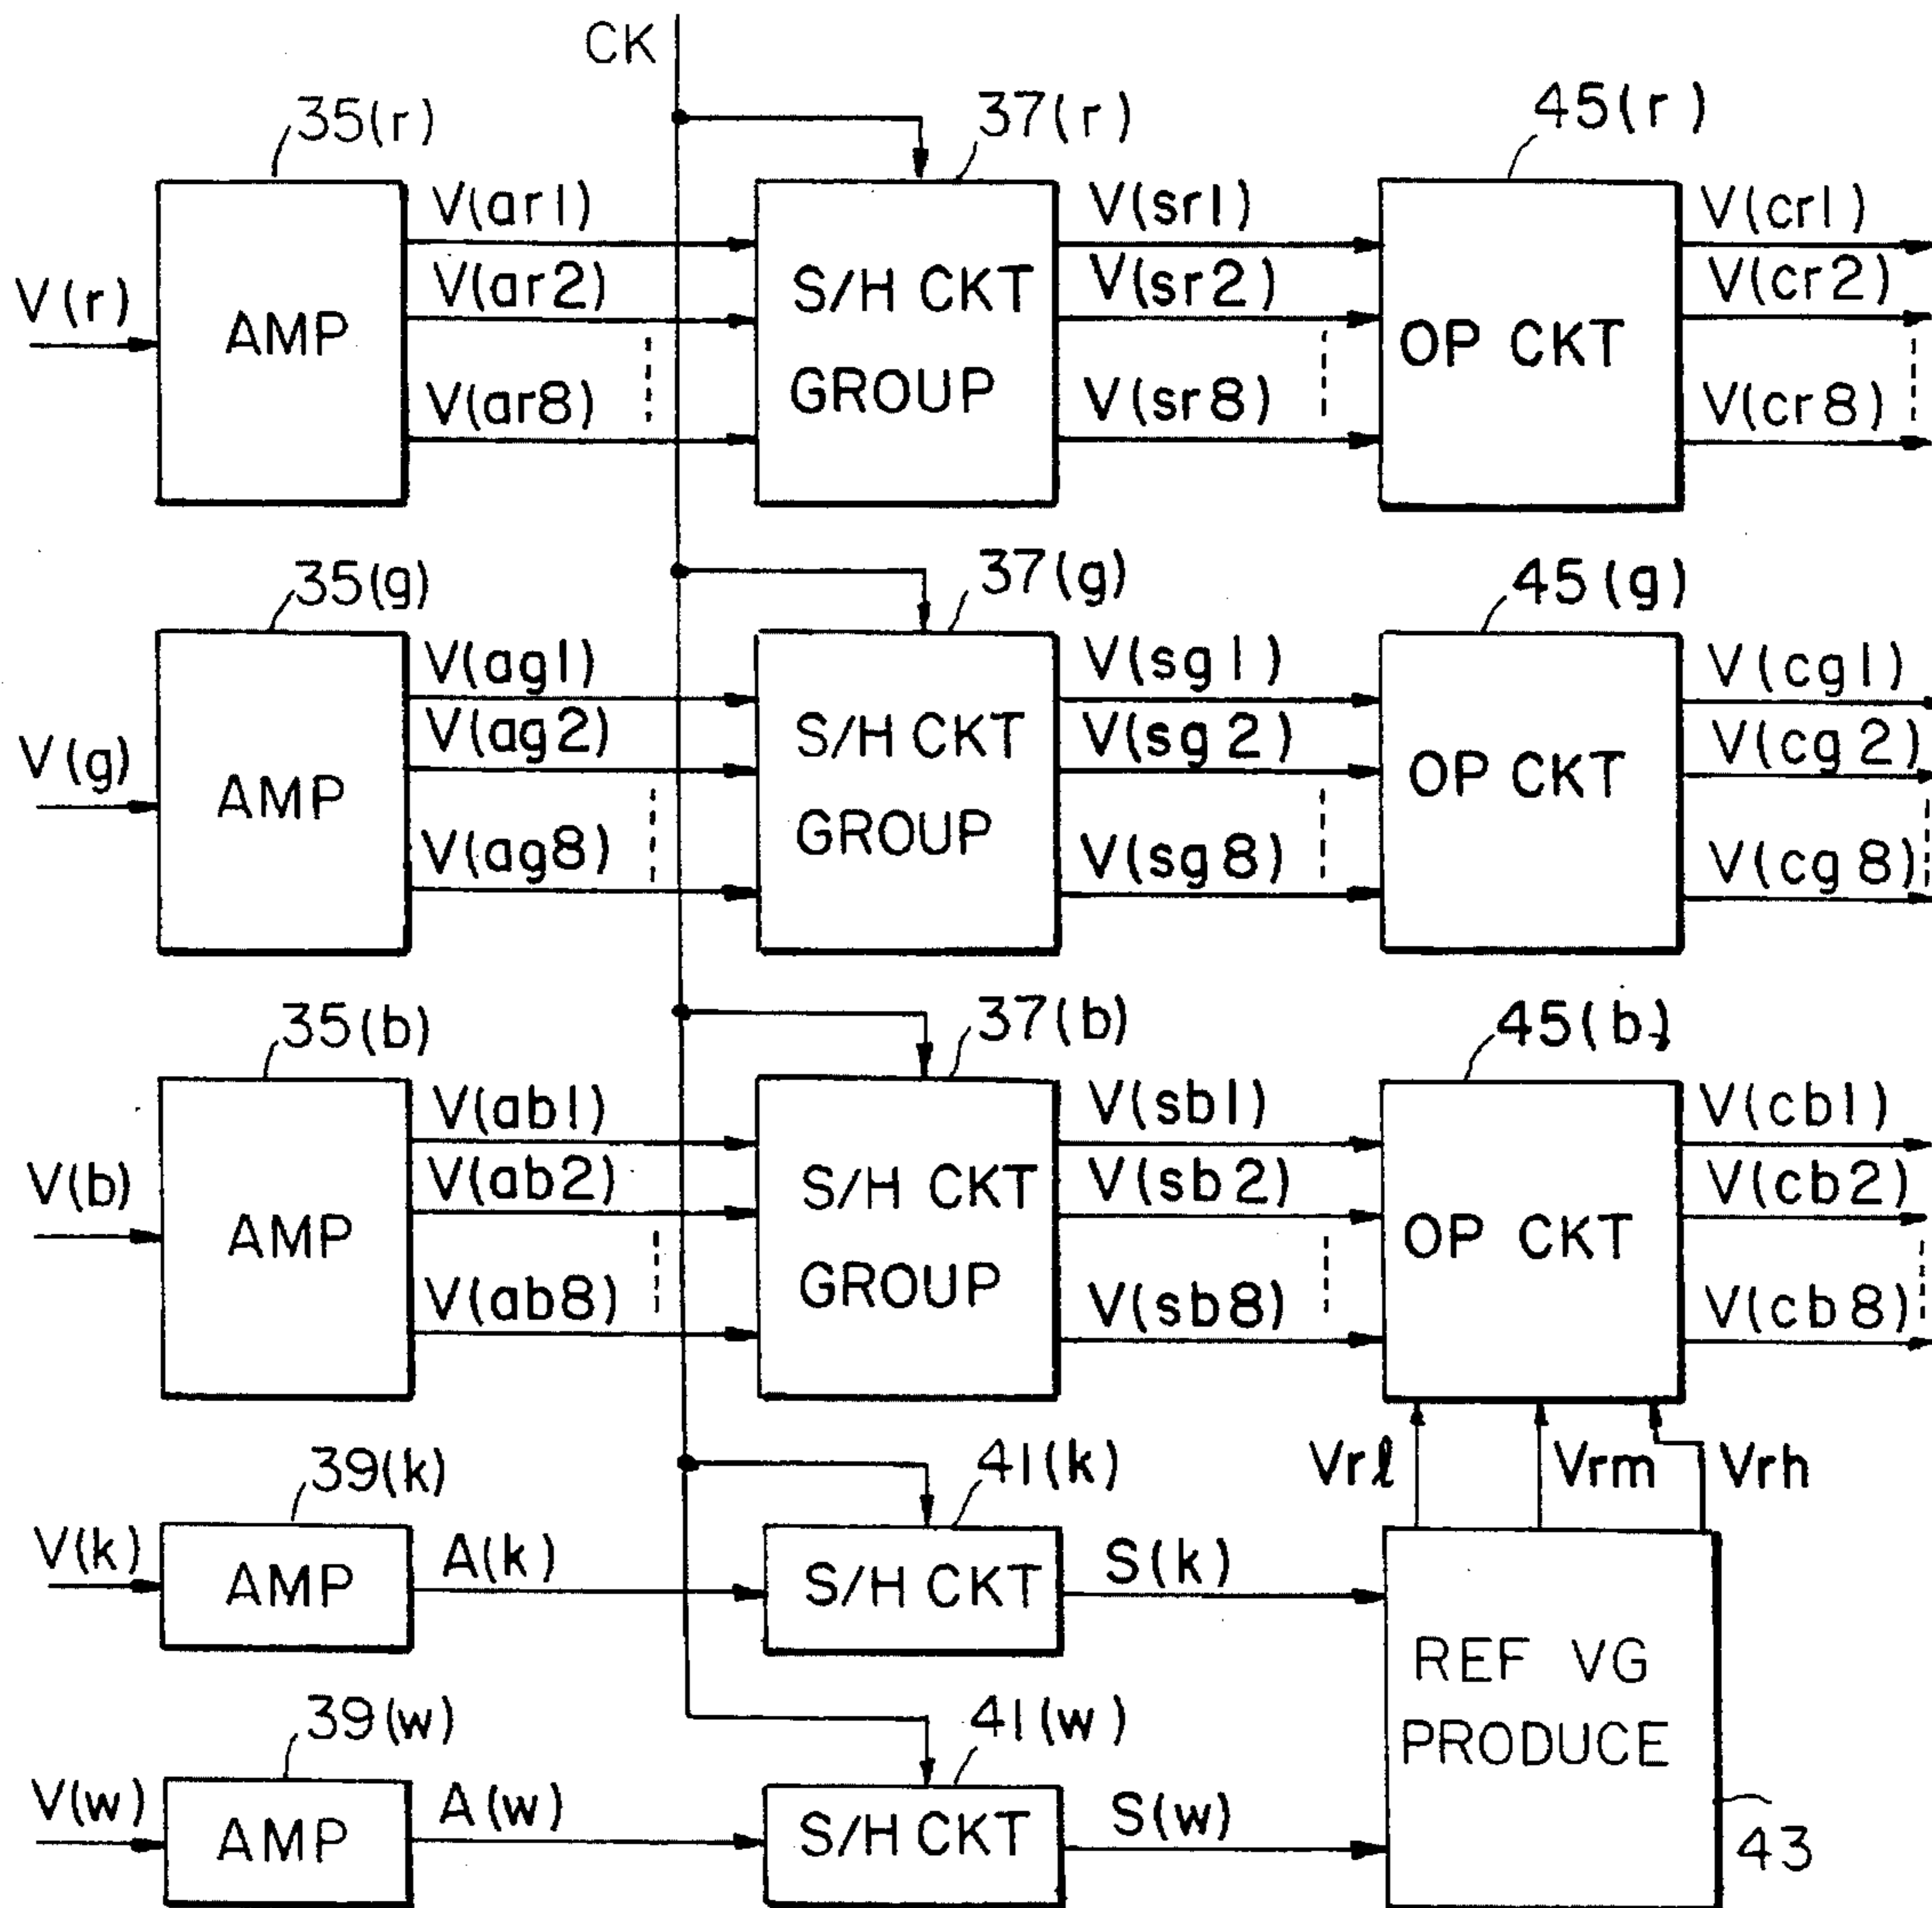 CK
35(r)
37(r)
45(r)
V(r)
AMP
V(ar1)
V(ar2)
V(ar8)
S/H CKT
GROUP
V(sr1)
V(sr2)
V(sr8)
OP CKT
V(cr1)
V(cr2)
V(cr8)
35(g)
37(g)
45(g)
V(g)
AMP
V(ag1)
V(ag2)
V(ag8)
S/H CKT
GROUP
V(sg1)
V(sg2)
V(sg8)
OP CKT
V(cg1)
V(cg2)
V(cg8)
35(b)
37(b)
45(b)
V(b)
AMP
V(ab1)
V(ab2)
V(ab8)
S/H CKT
GROUP
V(sb1)
V(sb2)
V(sb8)
OP CKT
V(cb1)
V(cb2)
V(cb8)
Vrℓ
Vrm
Vrh
39(k)
41(k)
V(k)
AMP
A(k)
S/H CKT
S(k)
REF VG
PRODUCE
39(w)
41(w)
V(w)
AMP
A(w)
S/H CKT
S(w)
43